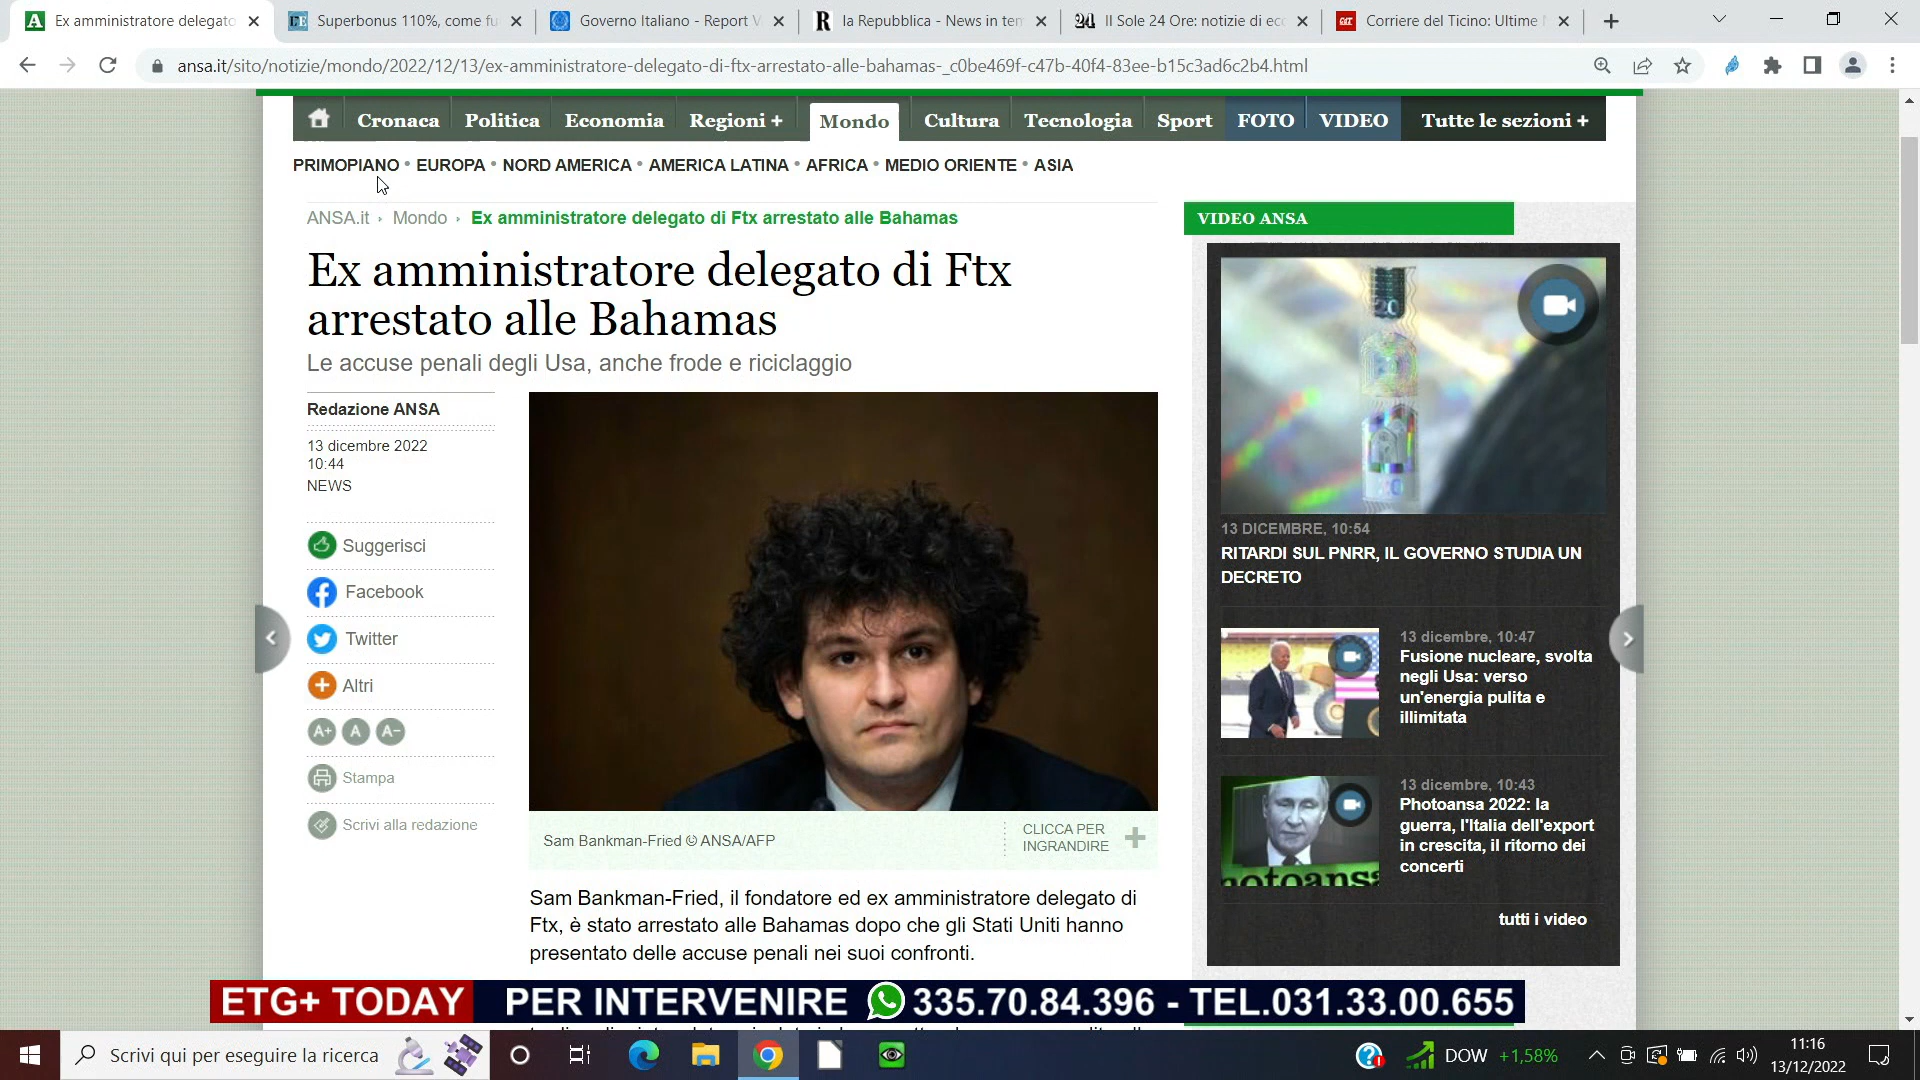 Ex amministratore delegato
Superbonus 110%, come fu
Governo Italiano - Report V
la Repubblica - News in tem
Il Sole 24 Ore: notizie di ec
Corriere del Ticino: Ultime
ansa.it/sito/notizie/mondo/2022/12/13/ex-amministratore-delegato-di-ftx-arrestato-alle-bahamas-_c0be469f-c47b-40f4-83ee-b15c3ad6c2b4.html
Cronaca Politica Economia Regioni + Mondo Cultura Tecnologia Sport FOTO VIDEO Tutte le sezioni +
PRIMOPIANO • EUROPA • NORD AMERICA • AMERICA LATINA • AFRICA • MEDIO ORIENTE • ASIA
ANSA.it › Mondo › Ex amministratore delegato di Ftx arrestato alle Bahamas
Ex amministratore delegato di Ftx
arrestato alle Bahamas
Le accuse penali degli Usa, anche frode e riciclaggio
Redazione ANSA
13 dicembre 2022
10:44
NEWS
Suggerisci
Facebook
Twitter
Altri
A+ A A-
Stampa
Scrivi alla redazione
Sam Bankman-Fried © ANSA/AFP
CLICCA PER
INGRANDIRE
Sam Bankman-Fried, il fondatore ed ex amministratore delegato di
Ftx, è stato arrestato alle Bahamas dopo che gli Stati Uniti hanno
presentato delle accuse penali nei suoi confronti.
VIDEO ANSA
20
13 DICEMBRE, 10:54
RITARDI SUL PNRR, IL GOVERNO STUDIA UN
DECRETO
13 dicembre, 10:47
Fusione nucleare, svolta
negli Usa: verso
un'energia pulita e
illimitata
13 dicembre, 10:43
Photoansa 2022: la
guerra, l'Italia dell'export
in crescita, il ritorno dei
concerti
tutti i video
ETG+ TODAY PER INTERVENIRE 335.70.84.396 - TEL.031.33.00.655
Scrivi qui per eseguire la ricerca
DOW +1,58%
11:16
13/12/2022